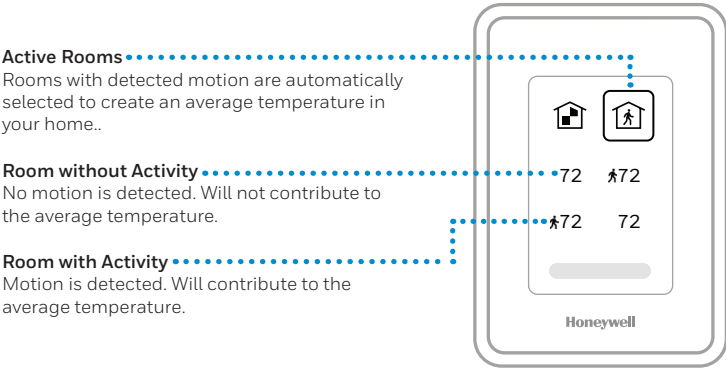 Active Rooms
Rooms with detected motion are automatically
selected to create an average temperature in
your home..
Room without Activity
No motion is detected. Will not contribute to
the average temperature.
Room with Activity
Motion is detected. Will contribute to the
average temperature.
72 72
72 72
Honeywell